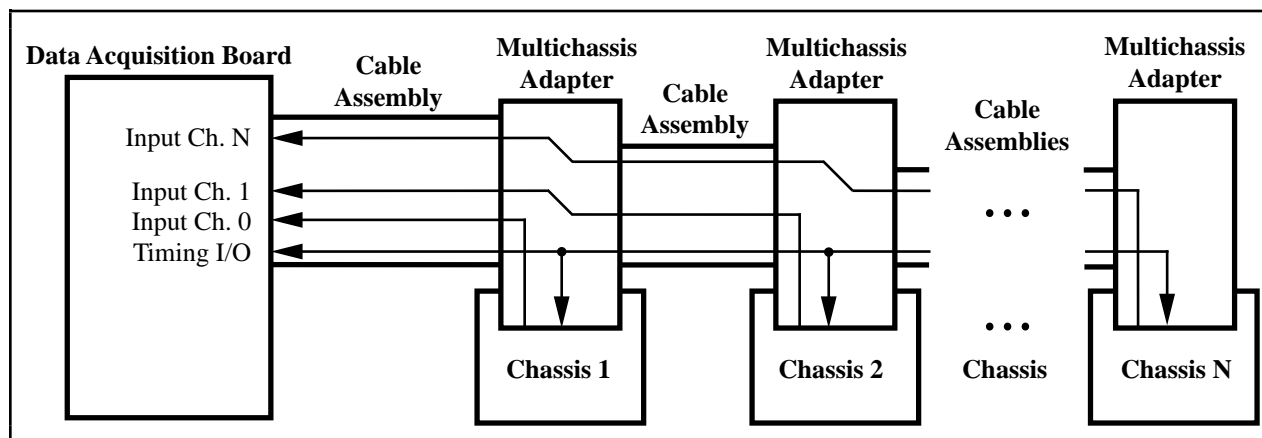 Data Acquisition Board
Input Ch. N
Input Ch. 1
Input Ch. 0
Timing I/O
Cable
Assembly
Multichassis
Adapter
Chassis 1
Cable
Assembly
Multichassis
Adapter
Chassis 2
Cable
Assemblies
• • •
• • •
Chassis
Multichassis
Adapter
Chassis N